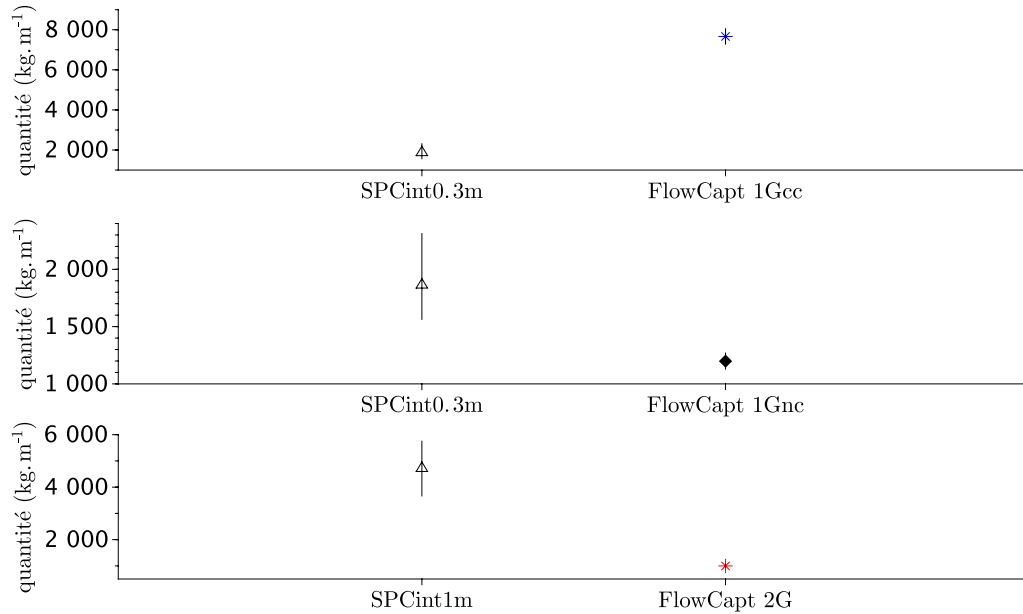 quantité (kg.m-1)
8 000
6 000
4 000
2 000
SPCint0.3m FlowCapt 1Gcc
quantité (kg.m-1)
2 000
1 500
1 000
SPCint0.3m FlowCapt 1Gnc
quantité (kg.m-1)
6 000
4 000
2 000
SPCint1m FlowCapt 2G